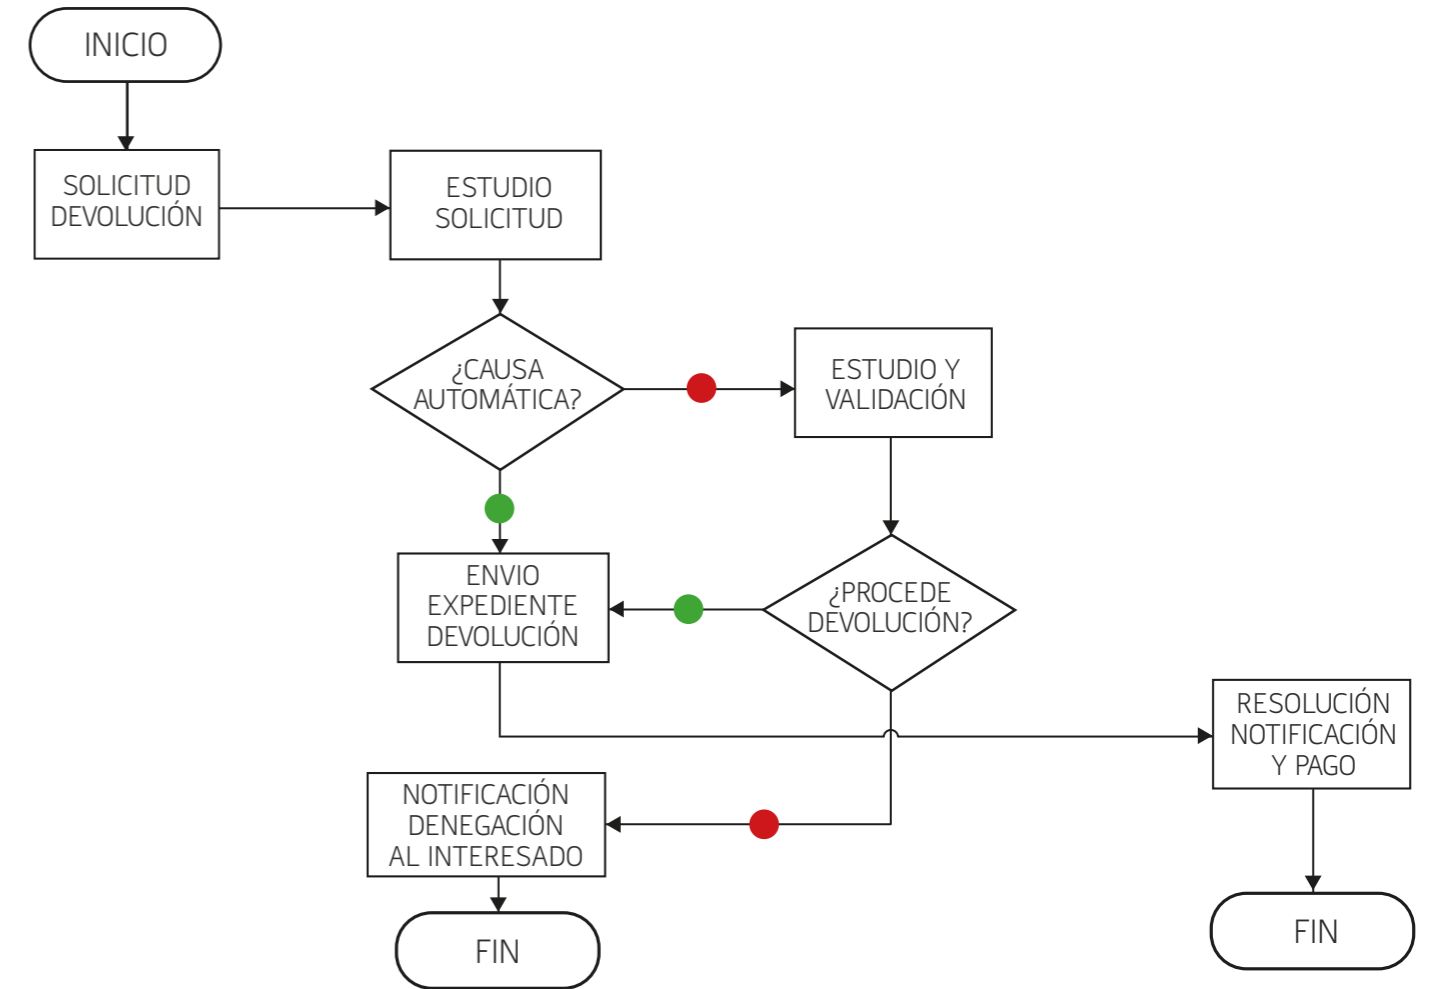 INICIO
SOLICITUD
DEVOLUCIÓN
ESTUDIO
SOLICITUD
¿CAUSA
AUTOMÁTICA?
ESTUDIO Y
VALIDACIÓN
ENVIO
EXPEDIENTE
DEVOLUCIÓN
¿PROCEDE
DEVOLUCIÓN?
RESOLUCIÓN
NOTIFICACIÓN
Y PAGO
NOTIFICACIÓN
DENEGACIÓN
AL INTERESADO
FIN
FIN